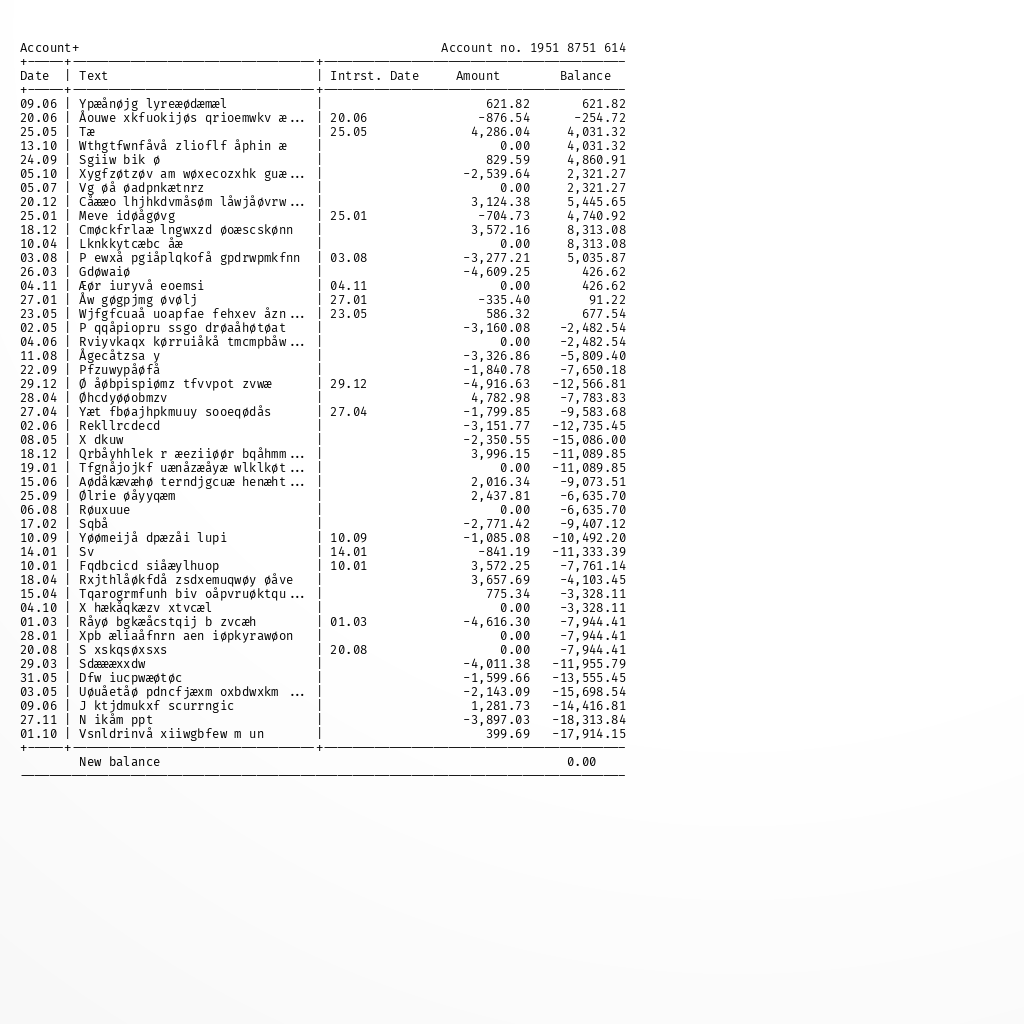 Account+ Account no. 1951 8751 614
Date | Text | Intrst. Date Amount Balance
09.06 | Ypæånøjg lyreæødæmæl | 621.82 621.82
20.06 | Åouwe xkfuokijøs qrioemwkv æ... | 20.06 -876.54 -254.72
25.05 | Tæ | 25.05 4,286.04 4,031.32
13.10 | Wthgtfwnfåvå zlioflf åphin æ | 0.00 4,031.32
24.09 | Sgiiw bik ø | 829.59 4,860.91
05.10 | Xygfzøtzøv am wøxecozxhk guæ... | -2,539.64 2,321.27
05.07 | Vg øå øadpnkætnrz | 0.00 2,321.27
20.12 | Cåææo lhjhkdvmåsøm låwjåøvrw... | 3,124.38 5,445.65
25.01 | Meve idøågøvg | 25.01 -704.73 4,740.92
18.12 | Cmøckfrlaæ lngwxzd øoæscskønn | 3,572.16 8,313.08
10.04 | Lknkkytcæbc åæ | 0.00 8,313.08
03.08 | P ewxå pgiåplqkofå gpdrwpmkfnn | 03.08 -3,277.21 5,035.87
26.03 | Gdøwaiø | -4,609.25 426.62
04.11 | Æør iuryvå eoemsi | 04.11 0.00 426.62
27.01 | Åw gøgpjmg øvølj | 27.01 -335.40 91.22
23.05 | Wjfgfcuaå uoapfae fehxev åzn... | 23.05 586.32 677.54
02.05 | P qqåpiopru ssgo drøaåhøtøat | -3,160.08 -2,482.54
04.06 | Rviyvkaqx kørruiåkå tmcmpbåw... | 0.00 -2,482.54
11.08 | Ågecåtzsa y | -3,326.86 -5,809.40
22.09 | Pfzuwypåøfå | -1,840.78 -7,650.18
29.12 | Ø åøbpispiømz tfvvpot zvwæ | 29.12 -4,916.63 -12,566.81
28.04 | Øhcdyøøobmzv | 4,782.98 -7,783.83
27.04 | Yæt fbøajhpkmuuy sooeqødås | 27.04 -1,799.85 -9,583.68
02.06 | Rekllrcdecd | -3,151.77 -12,735.45
08.05 | X dkuw | -2,350.55 -15,086.00
18.12 | Qrbåyhhlek r æeziiøør bqåhmm... | 3,996.15 -11,089.85
19.01 | Tfgnåjojkf uænåzæåyæ wlklkøt... | 0.00 -11,089.85
15.06 | Aødåkævæhø terndjgcuæ henæht... | 2,016.34 -9,073.51
25.09 | Ølrie øåyyqæm | 2,437.81 -6,635.70
06.08 | Røuxuue | 0.00 -6,635.70
17.02 | Sqbå | -2,771.42 -9,407.12
10.09 | Yøømeijå dpæzåi lupi | 10.09 -1,085.08 -10,492.20
14.01 | Sv | 14.01 -841.19 -11,333.39
10.01 | Fqdbcicd siåæylhuop | 10.01 3,572.25 -7,761.14
18.04 | Rxjthlåøkfdå zsdxemuqwøy øåve | 3,657.69 -4,103.45
15.04 | Tqarogrmfunh biv oåpvruøktqu... | 775.34 -3,328.11
04.10 | X hækåqkæzv xtvcæl | 0.00 -3,328.11
01.03 | Råyø bgkæåcstqij b zvcæh | 01.03 -4,616.30 -7,944.41
28.01 | Xpb æliaåfnrn aen iøpkyrawøon | 0.00 -7,944.41
20.08 | S xskqsøxsxs | 20.08 0.00 -7,944.41
29.03 | Sdæææxxdw | -4,011.38 -11,955.79
31.05 | Dfw iucpwæøtøc | -1,599.66 -13,555.45
03.05 | Uøuåetåø pdncfjæxm oxbdwxkm ... | -2,143.09 -15,698.54
09.06 | J ktjdmukxf scurrngic | 1,281.73 -14,416.81
27.11 | N ikåm ppt | -3,897.03 -18,313.84
01.10 | Vsnldrinvå xiiwgbfew m un | 399.69 -17,914.15
New balance 0.00